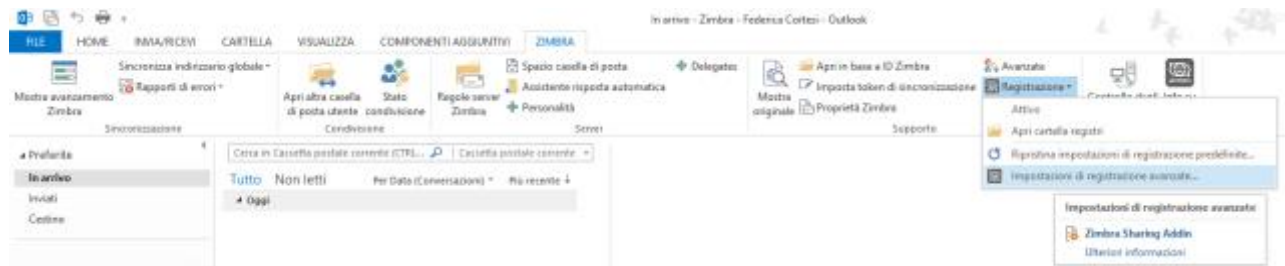 In arrivo - Zimbra - Federica Cortesi - Outlook
FILE HOME INVIA/RICEVI CARTELLA VISUALIZZA COMPONENTI AGGIUNTIVI ZIMBRA
Mostra avanzamento Zimbra
Sincronizza indirizzario globale
Rapporti di errori
Sincronizzazione
Apri altra casella di posta utente
Stato condivisione
Condivisione
Regole server Zimbra
Spazio casella di posta
Assistente risposta automatica
Personalità
Delegates
Server
Mostra originale
Apri in base a ID Zimbra
Imposta token di sincronizzazione
Proprietà Zimbra
Supporto
Avanzate
Registrazione
Attivo
Apri cartella registri
Ripristina impostazioni di registrazione predefinite...
Impostazioni di registrazione avanzate...
Impostazioni di registrazione avanzate
Zimbra Sharing Addin
Ulteriori informazioni
Preferite
In arrivo
Inviati
Cestino
Cerca in Cassetta postale corrente (CTRL...
Cassetta postale corrente
Tutto Non letti Per Data (Conversazioni) Più recente
Oggi